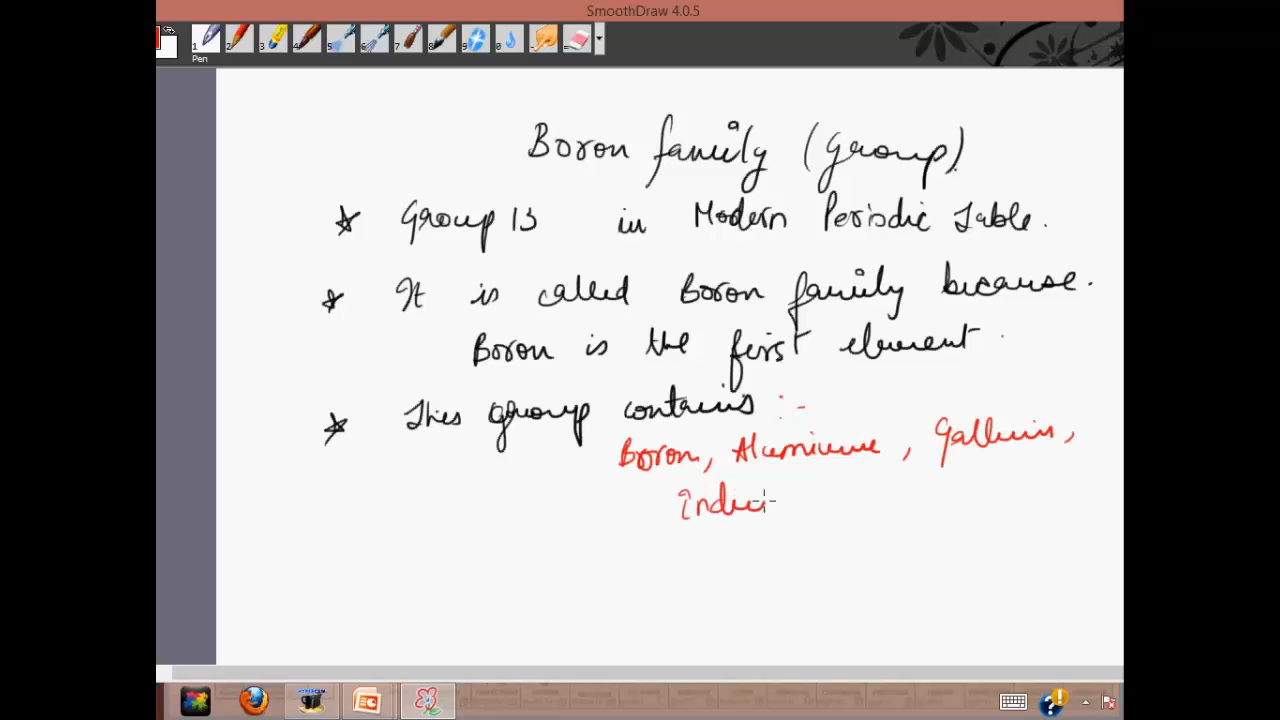 SmoothDraw 4.0.5
Pen
Boron family (Group)
Group 13 in Modern Periodic Table.
It is called Boron family because.
Boron is the first element.
This group contains :-
Boron, Aluminium, Gallium,
Indiu